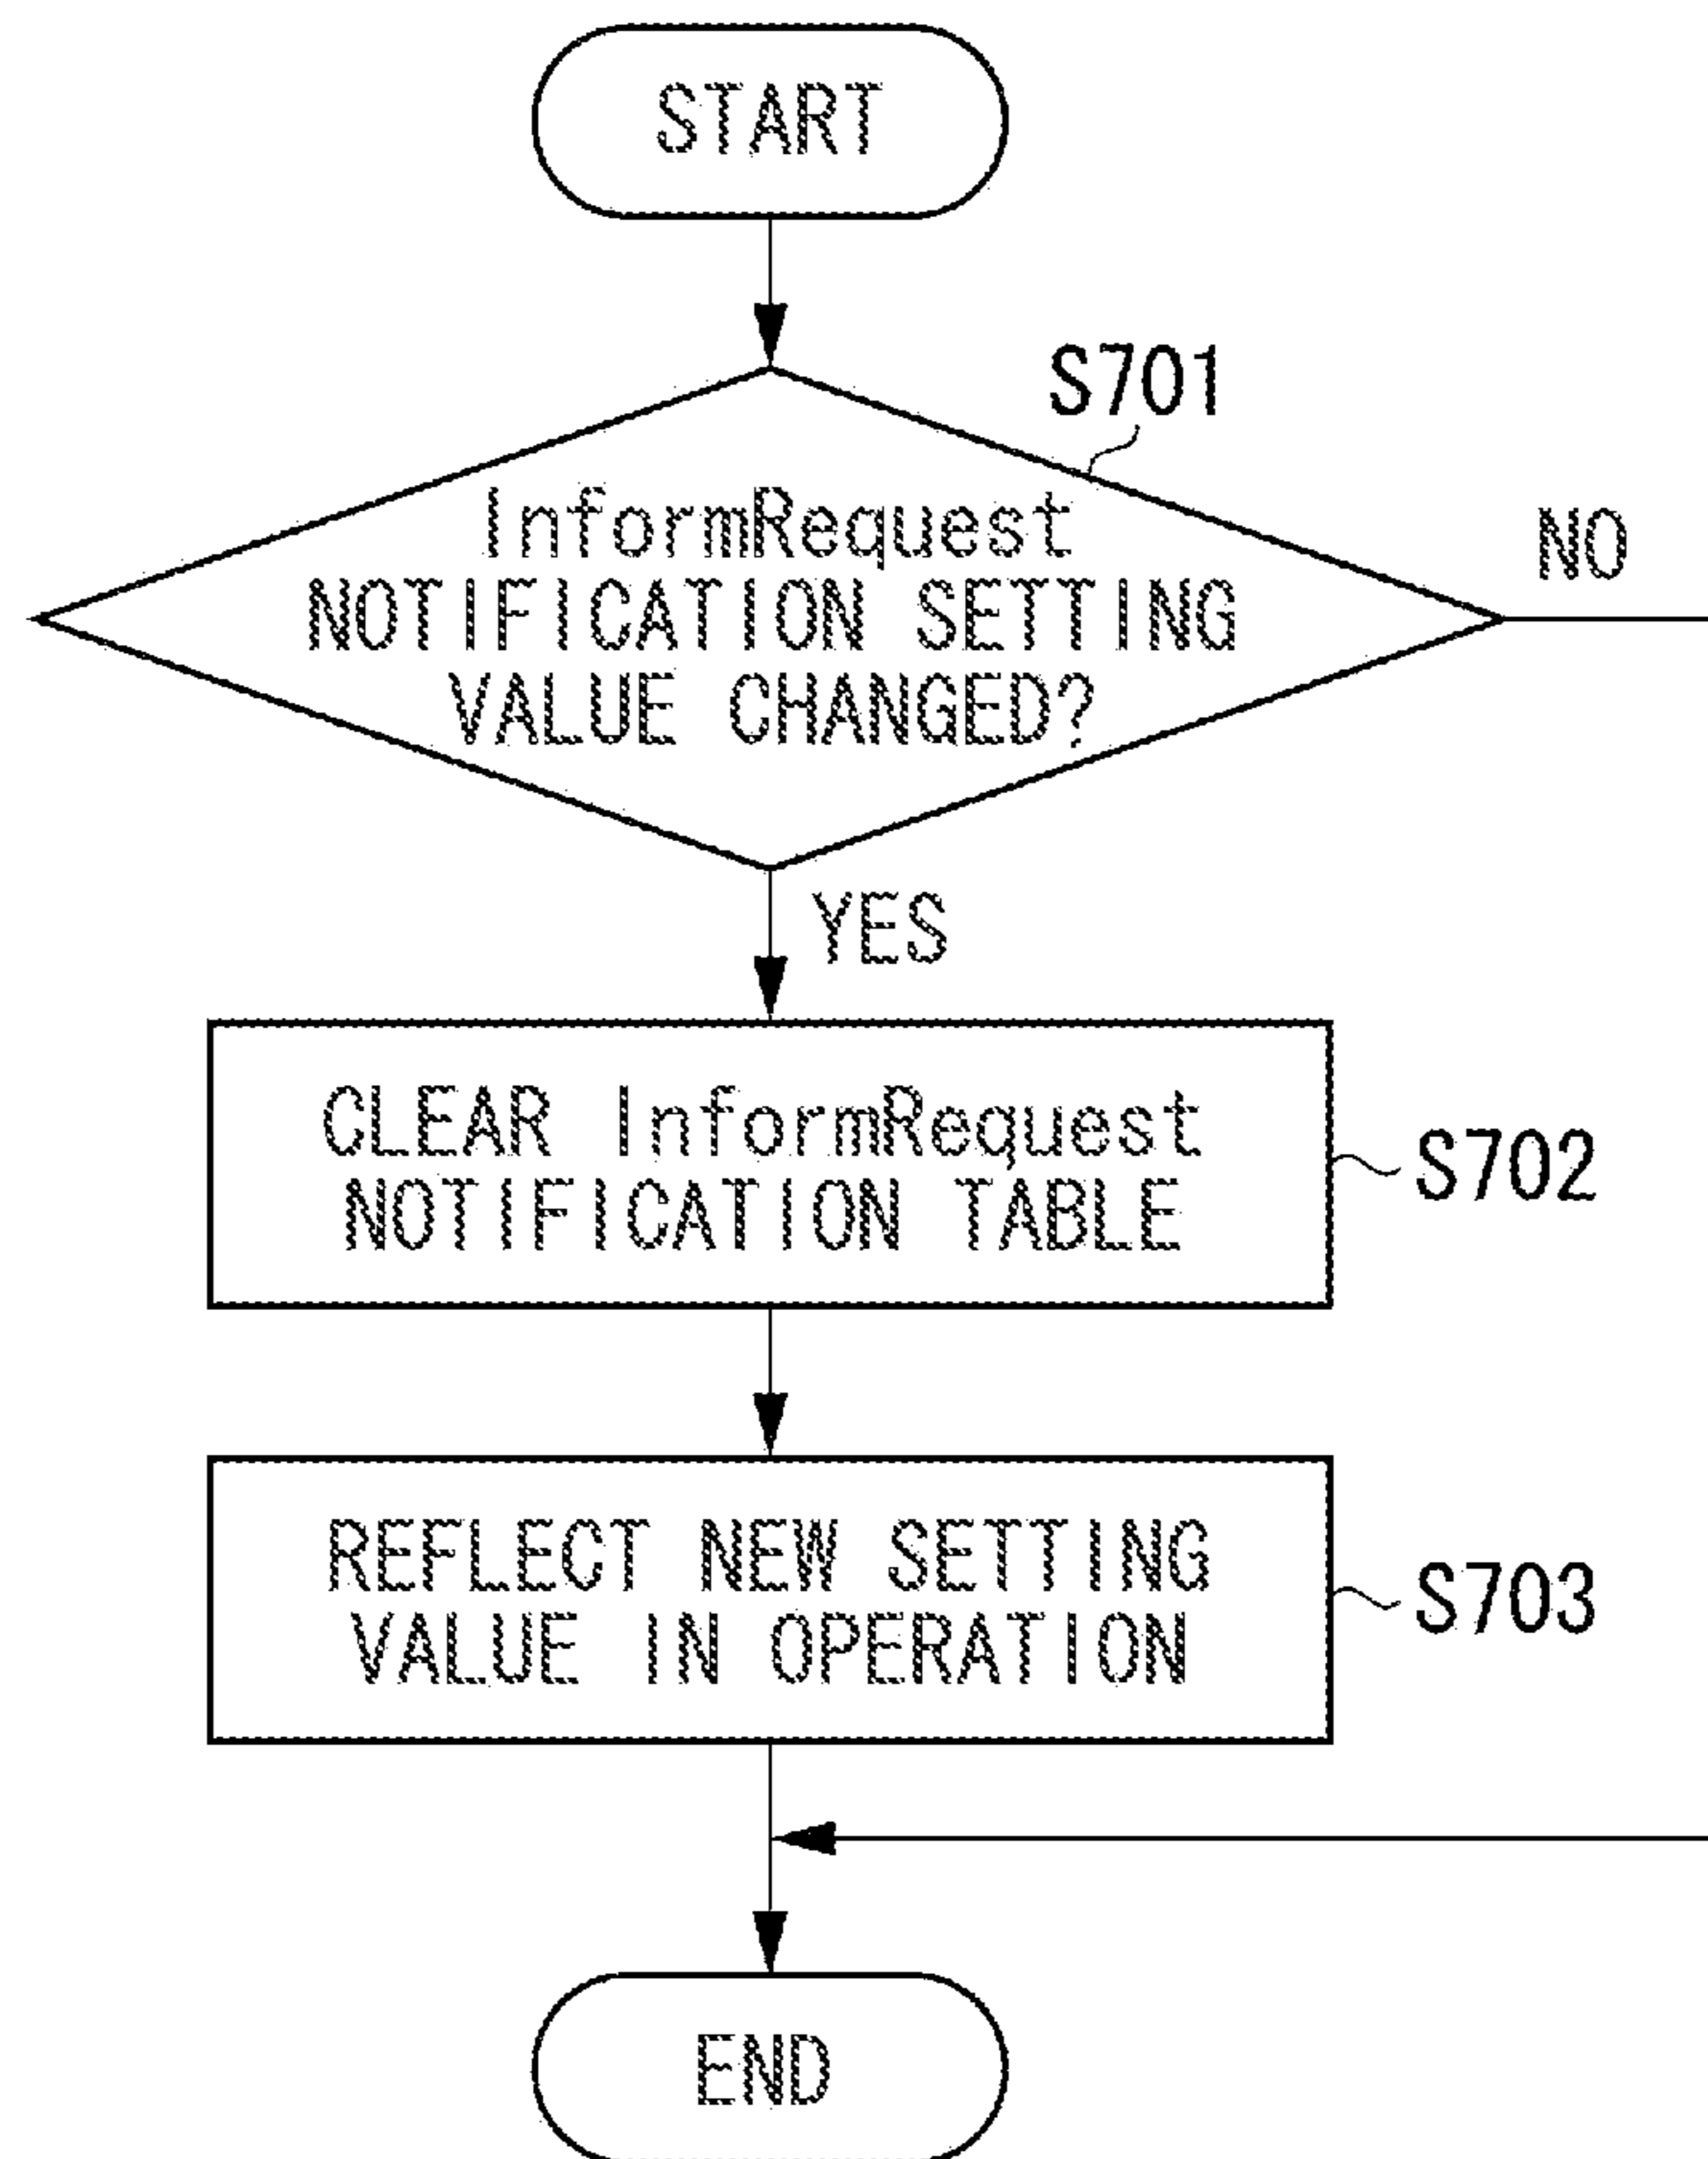 START
S701
InformRequest
NOTIFICATION SETTING
VALUE CHANGED?
NO
YES
CLEAR InformRequest
NOTIFICATION TABLE
S702
REFLECT NEW SETTING
VALUE IN OPERATION
S703
END